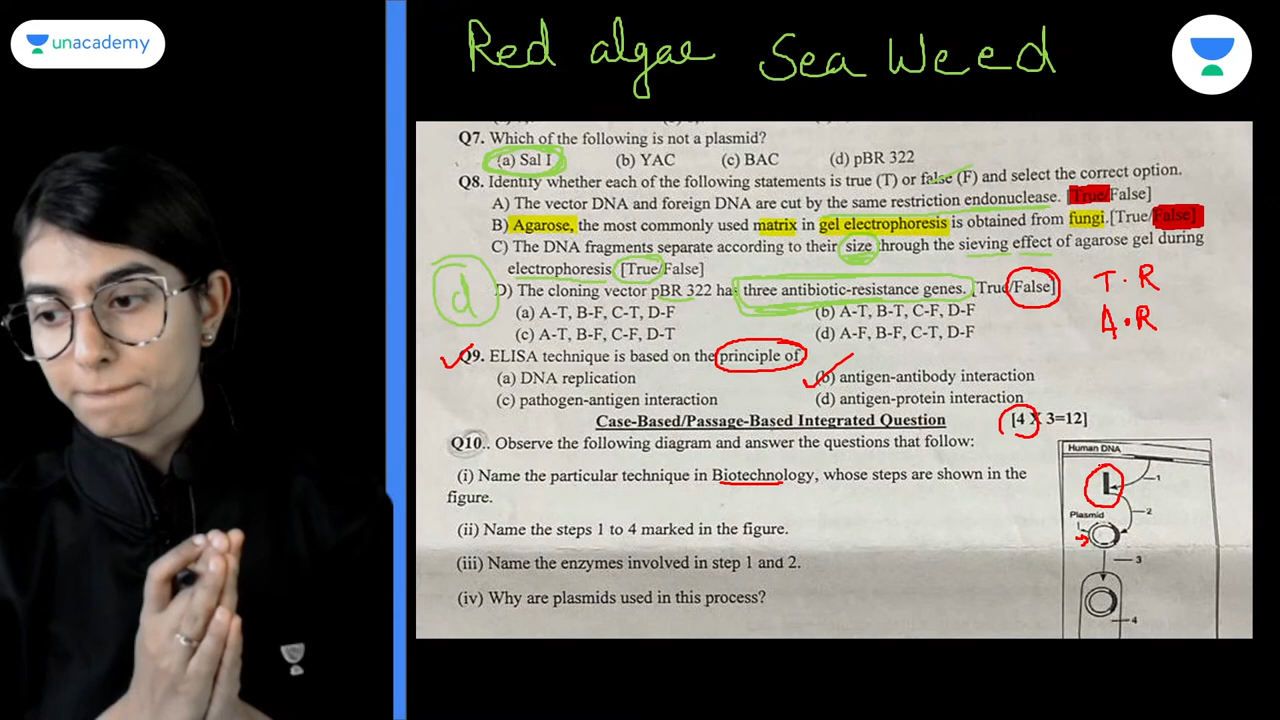 unacademy
Red algae Sea Weed
Q7. Which of the following is not a plasmid?
(a) Sal I (b) YAC (c) BAC (d) pBR 322
Q8. Identify whether each of the following statements is true (T) or false (F) and select the correct option.
A) The vector DNA and foreign DNA are cut by the same restriction endonuclease. [True/False]
B) Agarose, the most commonly used matrix in gel electrophoresis is obtained from fungi.[True/False]
C) The DNA fragments separate according to their size through the sieving effect of agarose gel during
electrophoresis [True/False]
D) The cloning vector pBR 322 has three antibiotic-resistance genes. [True/False]
d
T.R
A.R
(a) A-T, B-F, C-T, D-F (b) A-T, B-T, C-F, D-F
(c) A-T, B-F, C-F, D-T (d) A-F, B-F, C-T, D-F
Q9. ELISA technique is based on the principle of
(a) DNA replication (b) antigen-antibody interaction
(c) pathogen-antigen interaction (d) antigen-protein interaction
Case-Based/Passage-Based Integrated Question [4 X 3=12]
Q10.. Observe the following diagram and answer the questions that follow:
(i) Name the particular technique in Biotechnology, whose steps are shown in the
figure.
(ii) Name the steps 1 to 4 marked in the figure.
(iii) Name the enzymes involved in step 1 and 2.
(iv) Why are plasmids used in this process?
Human DNA
1
2
Plasmid
3
4